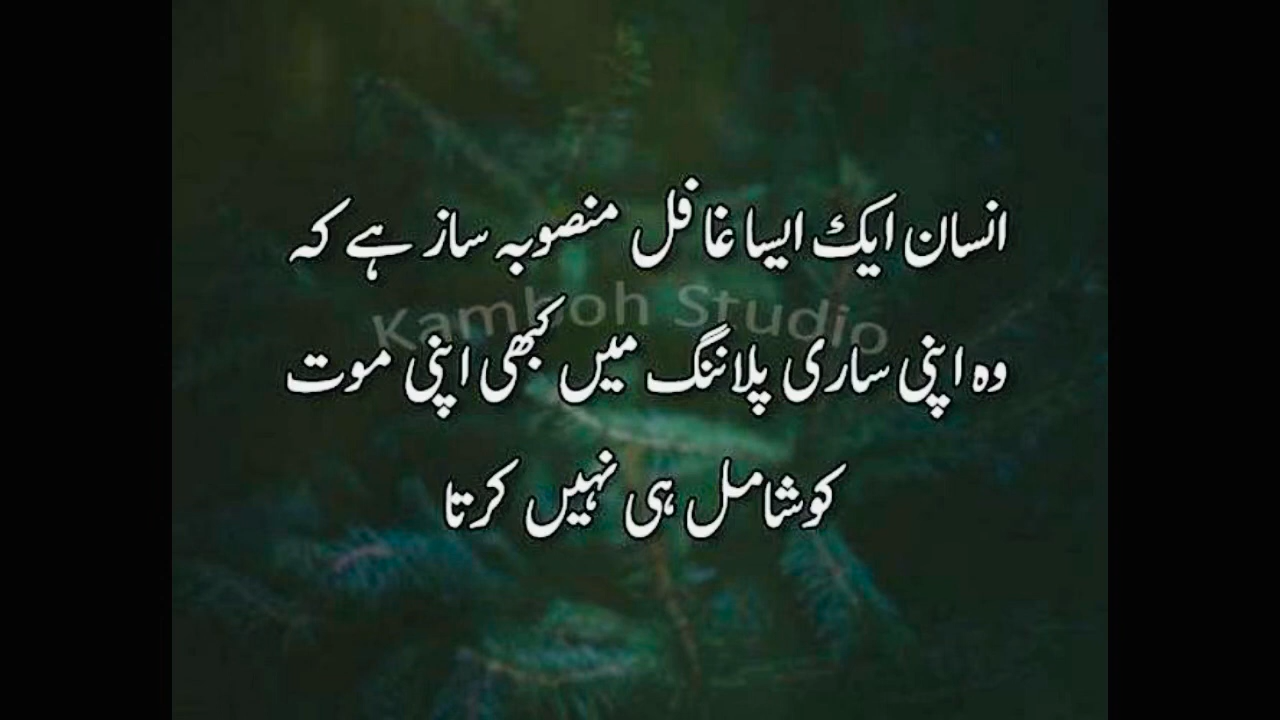 انسان ایک ایسا غافل منصوبہ ساز ہے کہ
Kamboh Studio
وہ اپنی ساری پلاننگ میں کبھی اپنی موت
کو شامل ہی نہیں کرتا